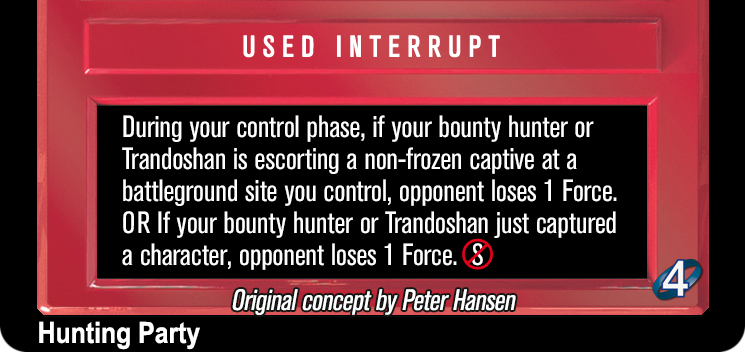 USED INTERRUPT
During your control phase, if your bounty hunter or
Trandoshan is escorting a non-frozen captive at a
battleground site you control, opponent loses 1 Force.
OR If your bounty hunter or Trandoshan just captured
a character, opponent loses 1 Force. S
4
Original concept by Peter Hansen
Hunting Party